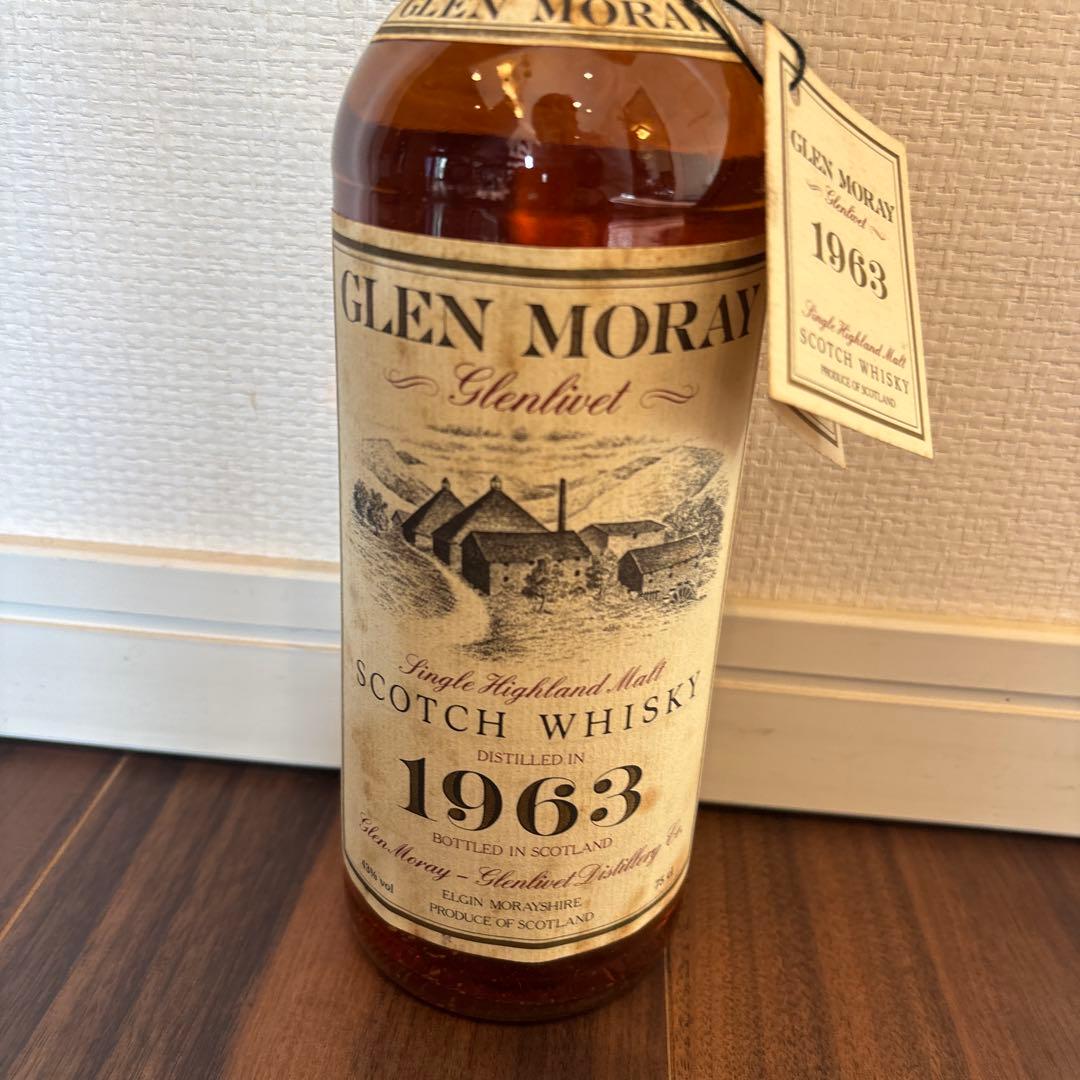 GLEN MORAY
GLEN MORAY
Glenlivet
SCOTCH WHISKY
Single Highland Malt
DISTILLED IN
1963
BOTTLED IN SCOTLAND
Glen Moray - Glenlivet Distillery Co.
43% vol
75 cl
ELGIN MORAYSHIRE
PRODUCE OF SCOTLAND
GLEN MORAY
Glenlivet
1963
Single Highland Malt
SCOTCH WHISKY
PRODUCE OF SCOTLAND